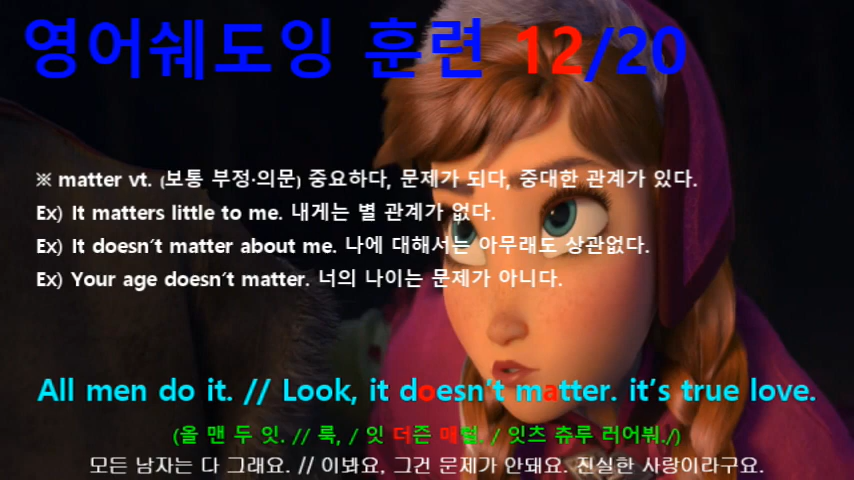 영어쉐도잉 훈련 12/20
※ matter vt. (보통 부정·의문) 중요하다, 문제가 되다, 중대한 관계가 있다.
Ex) It matters little to me. 내게는 별 관계가 없다.
Ex) It doesn´t matter about me. 나에 대해서는 아무래도 상관없다.
Ex) Your age doesn´t matter. 너의 나이는 문제가 아니다.
All men do it. // Look, it doesn’t matter. it’s true love.
(올 맨 두 잇. // 룩, / 잇 더즌 매럴. / 잇츠 츄루 러어붜./)
모든 남자는 다 그래요. // 이봐요, 그건 문제가 안돼요. 진실한 사랑이라구요.